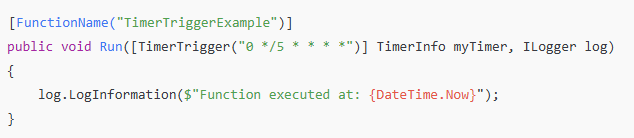 [FunctionName("TimerTriggerExample")]
public void Run([TimerTrigger("0 */5 * * * *")] TimerInfo myTimer, ILogger log)
{
    log.LogInformation($"Function executed at: {DateTime.Now}");
}